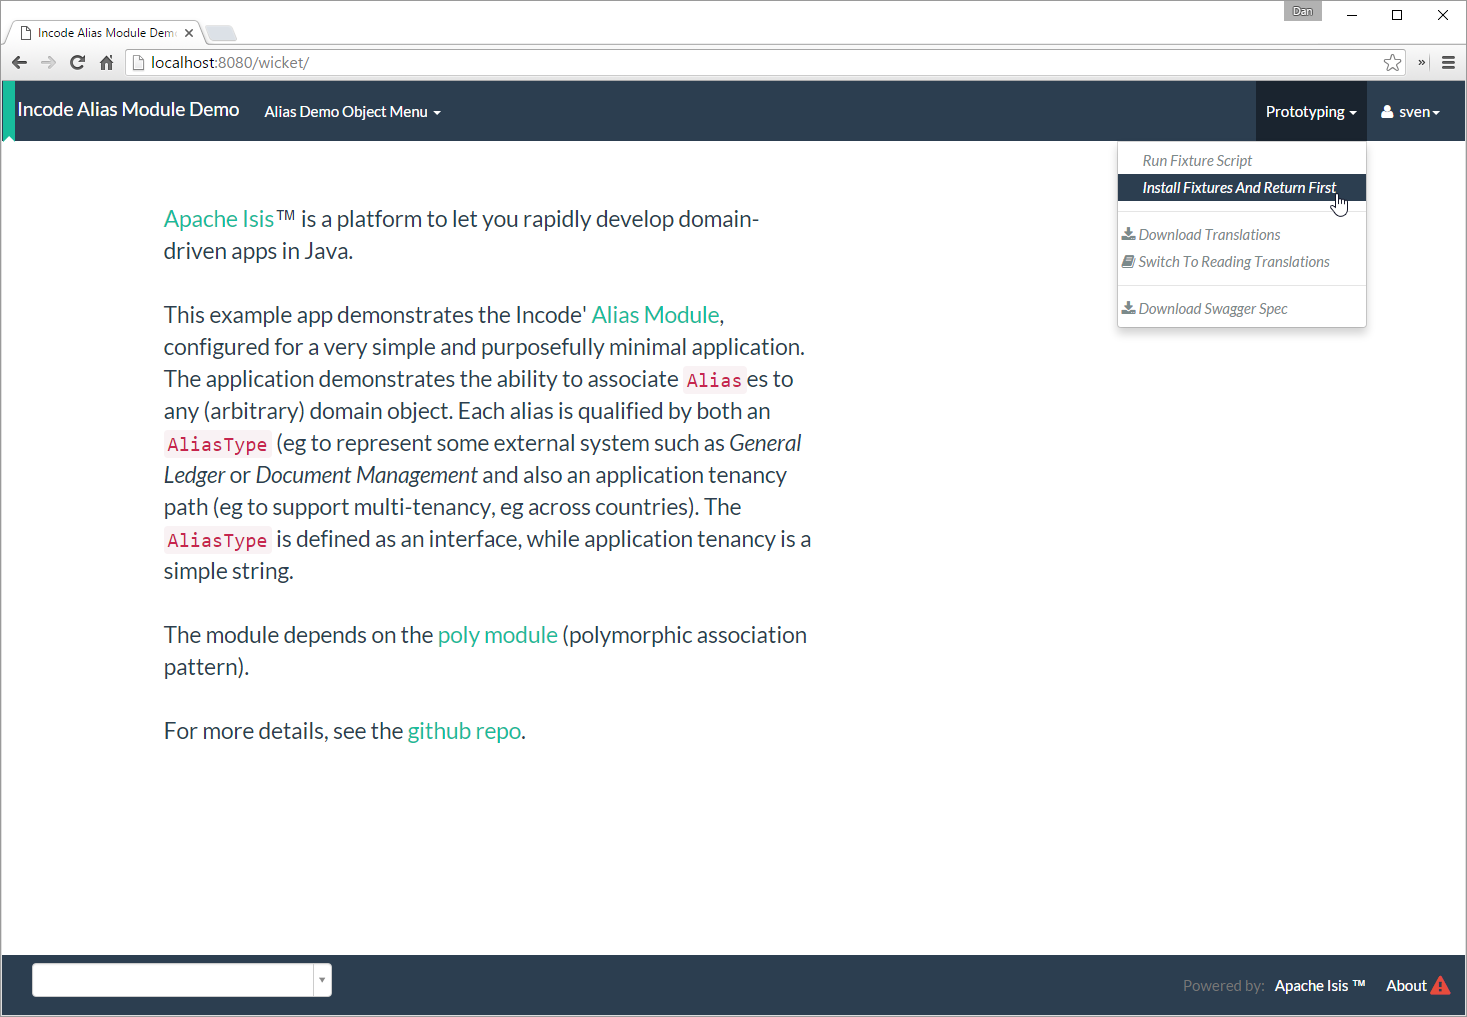 Dan
Incode Alias Module Dem
localhost:8080/wicket/
»
Incode Alias Module Demo
Alias Demo Object Menu
Prototyping
sven
Run Fixture Script
Install Fixtures And Return First
Download Translations
Switch To Reading Translations
Download Swagger Spec
Apache Isis™ is a platform to let you rapidly develop domain-
driven apps in Java.
This example app demonstrates the Incode' Alias Module,
configured for a very simple and purposefully minimal application.
The application demonstrates the ability to associate Alias es to
any (arbitrary) domain object. Each alias is qualified by both an
AliasType (eg to represent some external system such as General
Ledger or Document Management and also an application tenancy
path (eg to support multi-tenancy, eg across countries). The
AliasType is defined as an interface, while application tenancy is a
simple string.
The module depends on the poly module (polymorphic association
pattern).
For more details, see the github repo.
Powered by: Apache Isis ™ About